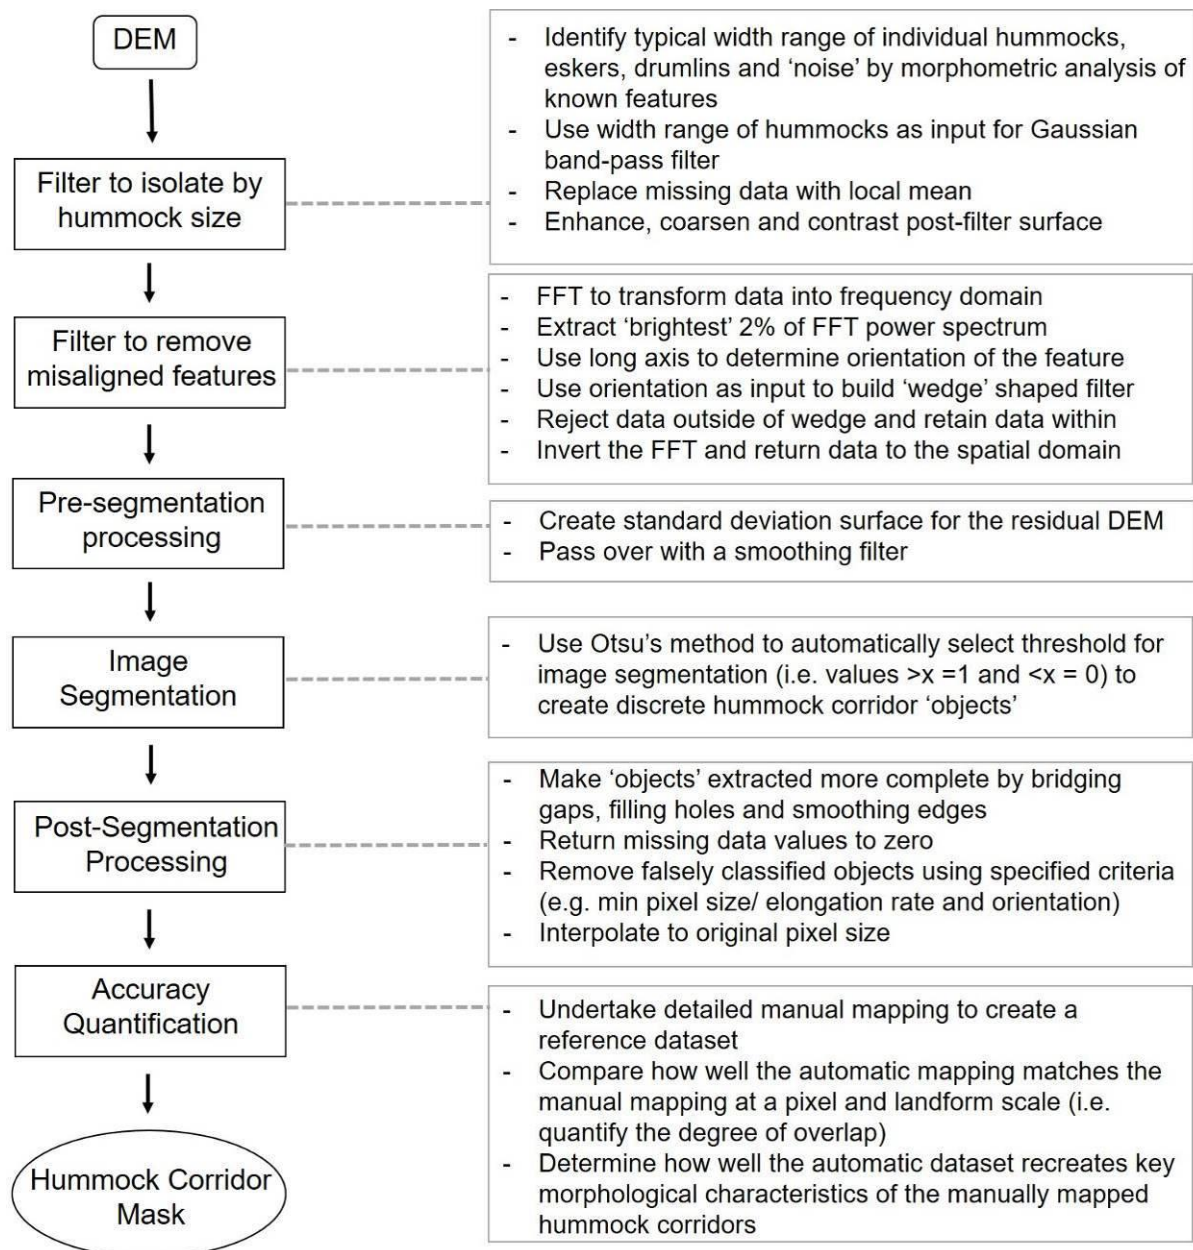 DEM
- Identify typical width range of individual hummocks,
eskers, drumlins and ‘noise’ by morphometric analysis of
known features
- Use width range of hummocks as input for Gaussian
band-pass filter
- Replace missing data with local mean
- Enhance, coarsen and contrast post-filter surface
Filter to isolate by
hummock size
- FFT to transform data into frequency domain
- Extract ‘brightest’ 2% of FFT power spectrum
- Use long axis to determine orientation of the feature
- Use orientation as input to build ‘wedge’ shaped filter
- Reject data outside of wedge and retain data within
- Invert the FFT and return data to the spatial domain
Filter to remove
misaligned features
Pre-segmentation
processing
- Create standard deviation surface for the residual DEM
- Pass over with a smoothing filter
Image
Segmentation
- Use Otsu’s method to automatically select threshold for
image segmentation (i.e. values >x =1 and <x = 0) to
create discrete hummock corridor ‘objects’
Post-Segmentation
Processing
- Make ‘objects’ extracted more complete by bridging
gaps, filling holes and smoothing edges
- Return missing data values to zero
- Remove falsely classified objects using specified criteria
(e.g. min pixel size/ elongation rate and orientation)
- Interpolate to original pixel size
Accuracy
Quantification
- Undertake detailed manual mapping to create a
reference dataset
- Compare how well the automatic mapping matches the
manual mapping at a pixel and landform scale (i.e.
quantify the degree of overlap)
- Determine how well the automatic dataset recreates key
morphological characteristics of the manually mapped
hummock corridors
Hummock Corridor
Mask